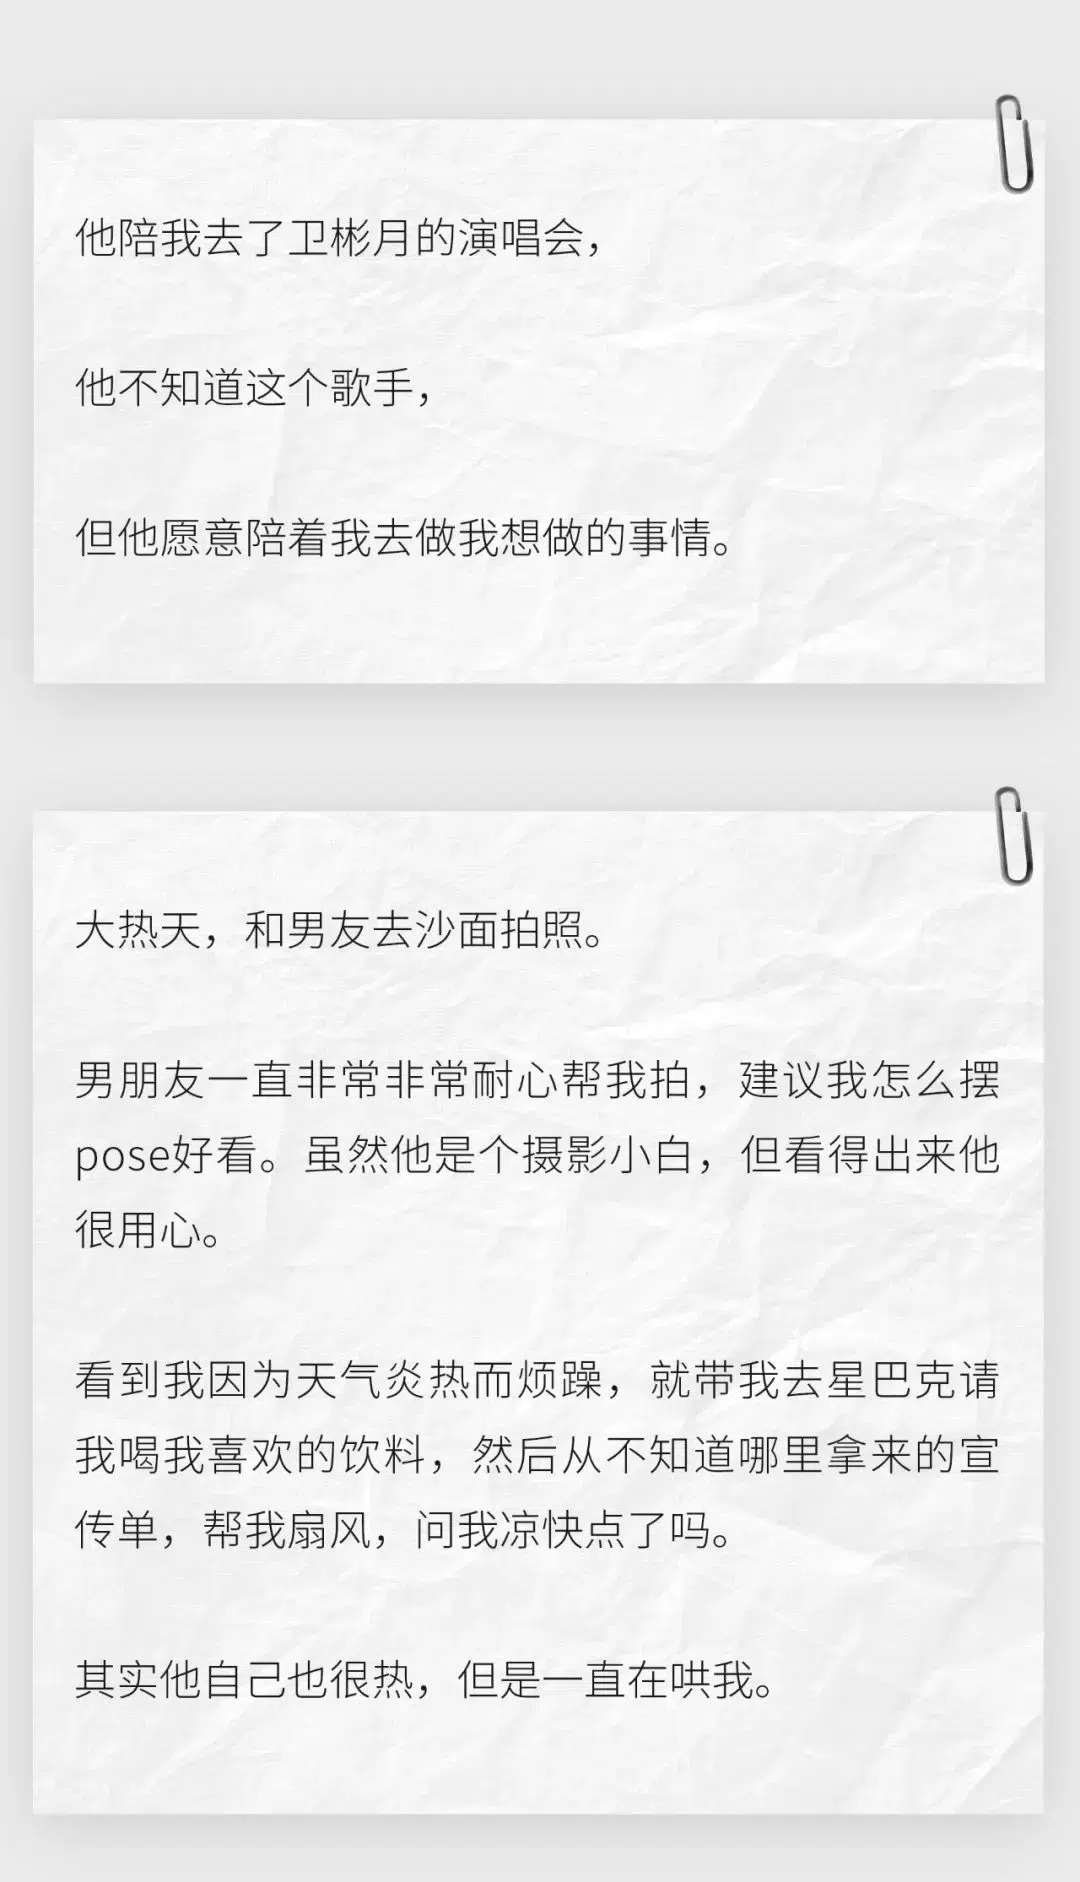 他陪我去了卫彬月的演唱会，
他不知道这个歌手，
但他愿意陪着我去做我想做的事情。
大热天，和男友去沙面拍照。
男朋友一直非常非常耐心帮我拍，建议我怎么摆
pose好看。虽然他是个摄影小白，但看得出来他
很用心。
看到我因为天气炎热而烦躁，就带我去星巴克请
我喝我喜欢的饮料，然后从不知道哪里拿来的宣
传单，帮我扇风，问我凉快点了吗。
其实他自己也很热，但是一直在哄我。